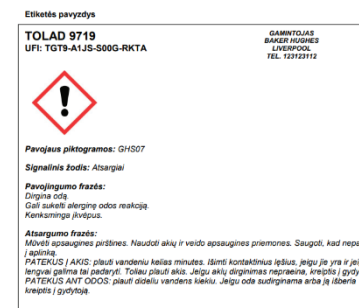 Etiketės pavyzdys
TOLAD 9719
UFI: TGT9-A1JS-S00G-RKTA
GAMINTOJAS
BAKER HUGHES
LIVERPOOL
TEL. 123123112
Pavojaus piktogramos: GHS07
Signalinis žodis: Atsargiai
Pavojingumo frazės:
Dirgina odą.
Gali sukelti alerginę odos reakciją.
Kenksminga įkvėpus.
Atsargumo frazės:
Mūvėti apsaugines pirštines. Naudoti akių ir veido apsaugines priemones. Saugoti, kad nepa
į aplinką.
PATEKUS Į AKIS: plauti vandeniu kelias minutes. Išimti kontaktinius lęšius, jeigu jie yra ir jei
lengvai galima tai padaryti. Toliau plauti akis. Jeigu akių dirginimas nepraeina, kreiptis į gydy
PATEKUS ANT ODOS: plauti dideliu vandens kiekiu. Jeigu oda sudirginama arba ją išberia
kreiptis į gydytoją.